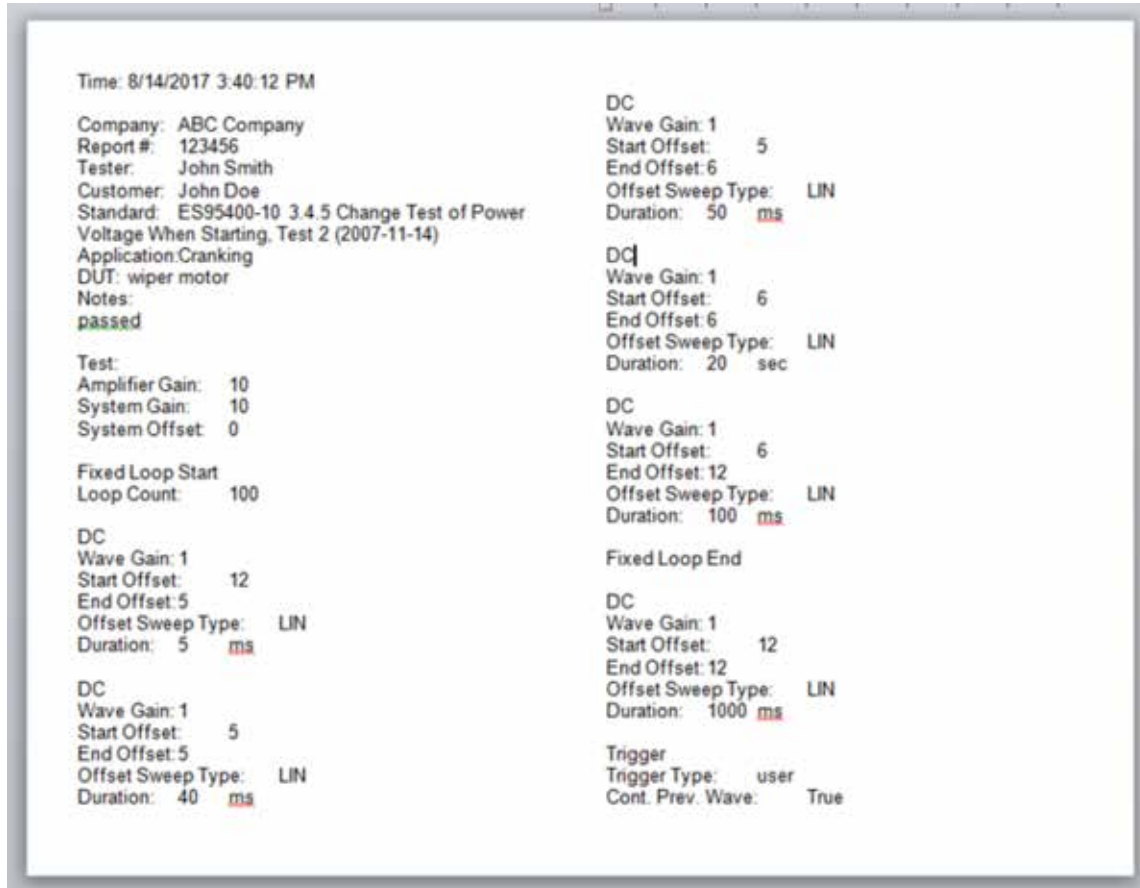 Time: 8/14/2017 3:40:12 PM
Company: ABC Company
Report #: 123456
Tester: John Smith
Customer: John Doe
Standard: ES95400-10 3.4.5 Change Test of Power
Voltage When Starting, Test 2 (2007-11-14)
Application:Cranking
DUT: wiper motor
Notes:
passed
Test:
Amplifier Gain: 10
System Gain: 10
System Offset: 0
Fixed Loop Start
Loop Count: 100
DC
Wave Gain: 1
Start Offset: 12
End Offset:5
Offset Sweep Type: LIN
Duration: 5 ms
DC
Wave Gain: 1
Start Offset: 5
End Offset:5
Offset Sweep Type: LIN
Duration: 40 ms
DC
Wave Gain: 1
Start Offset: 5
End Offset:6
Offset Sweep Type: LIN
Duration: 50 ms
DC
Wave Gain: 1
Start Offset: 6
End Offset:6
Offset Sweep Type: LIN
Duration: 20 sec
DC
Wave Gain: 1
Start Offset: 6
End Offset:12
Offset Sweep Type: LIN
Duration: 100 ms
Fixed Loop End
DC
Wave Gain: 1
Start Offset: 12
End Offset:12
Offset Sweep Type: LIN
Duration: 1000 ms
Trigger
Trigger Type: user
Cont. Prev. Wave: True